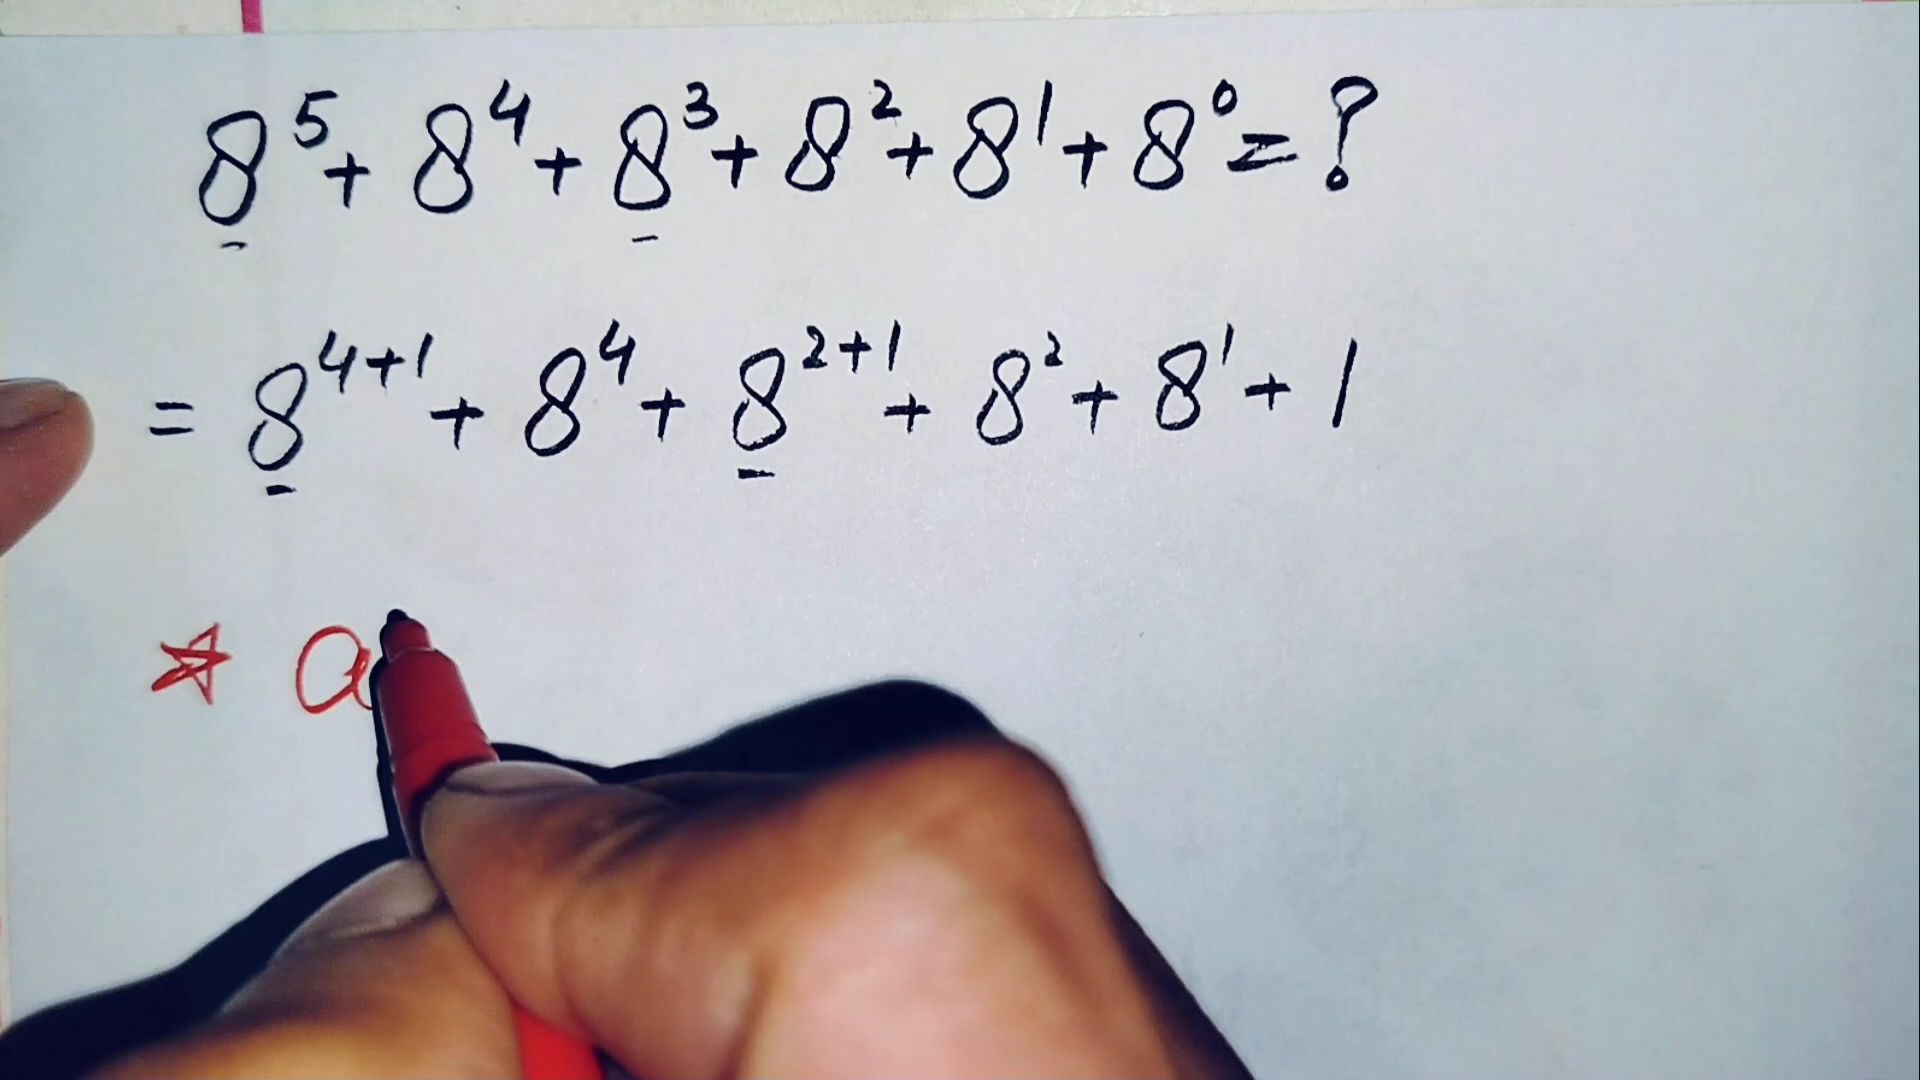 8⁵ + 8⁴ + 8³ + 8² + 8¹ + 8⁰ = ?
= 8⁴⁺¹ + 8⁴ + 8²⁺¹ + 8² + 8¹ + 1
* a